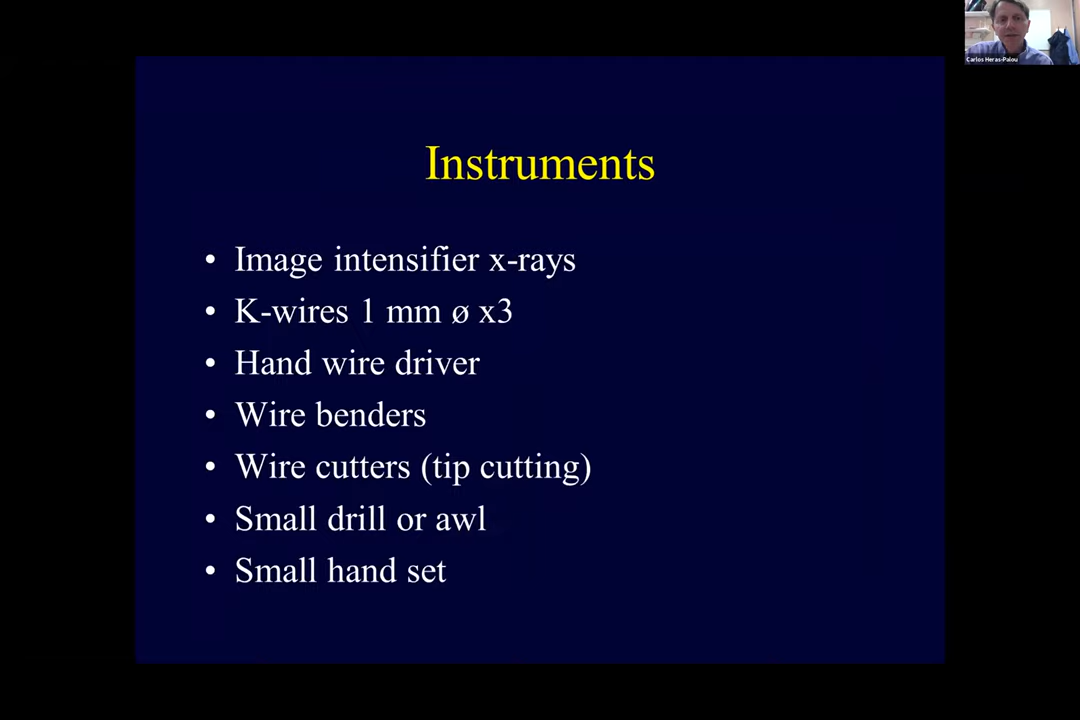 Carlos Heras-Palou
Instruments
• Image intensifier x-rays
• K-wires 1 mm ø x3
• Hand wire driver
• Wire benders
• Wire cutters (tip cutting)
• Small drill or awl
• Small hand set